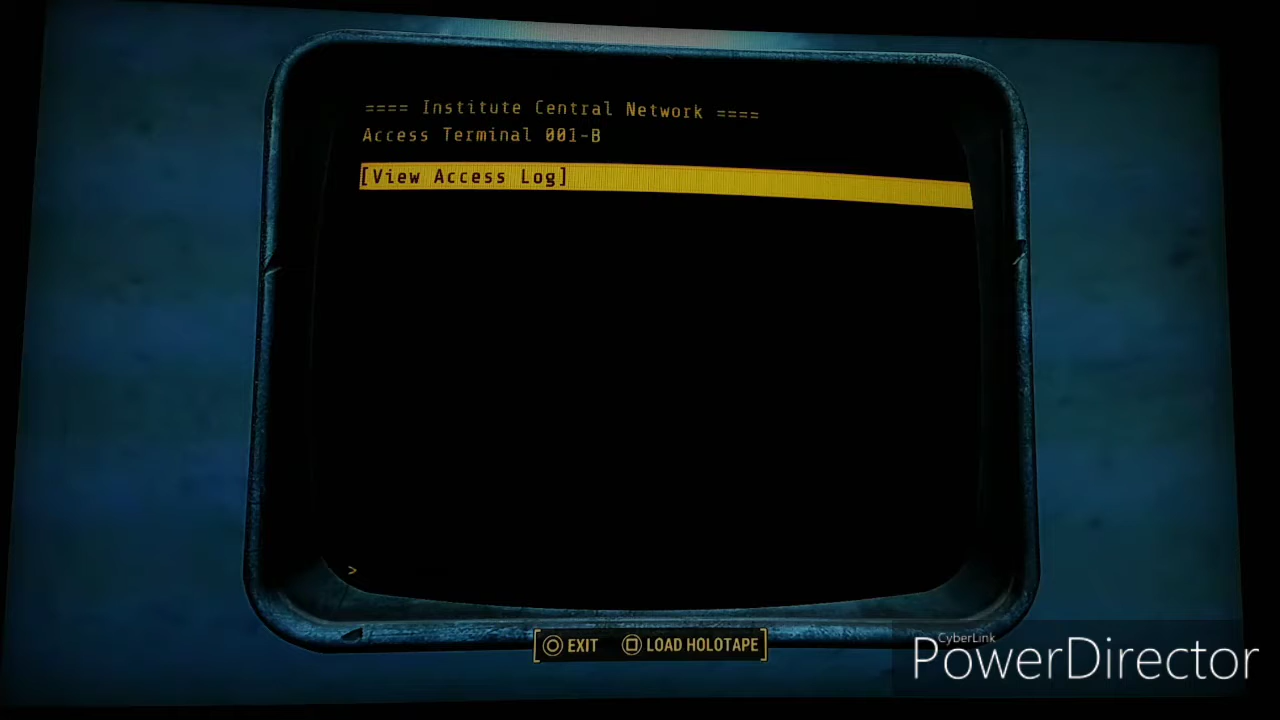 ==== Institute Central Network ====
Access Terminal 001-B
[View Access Log]
>
EXIT LOAD HOLOTAPE
CyberLink
PowerDirector